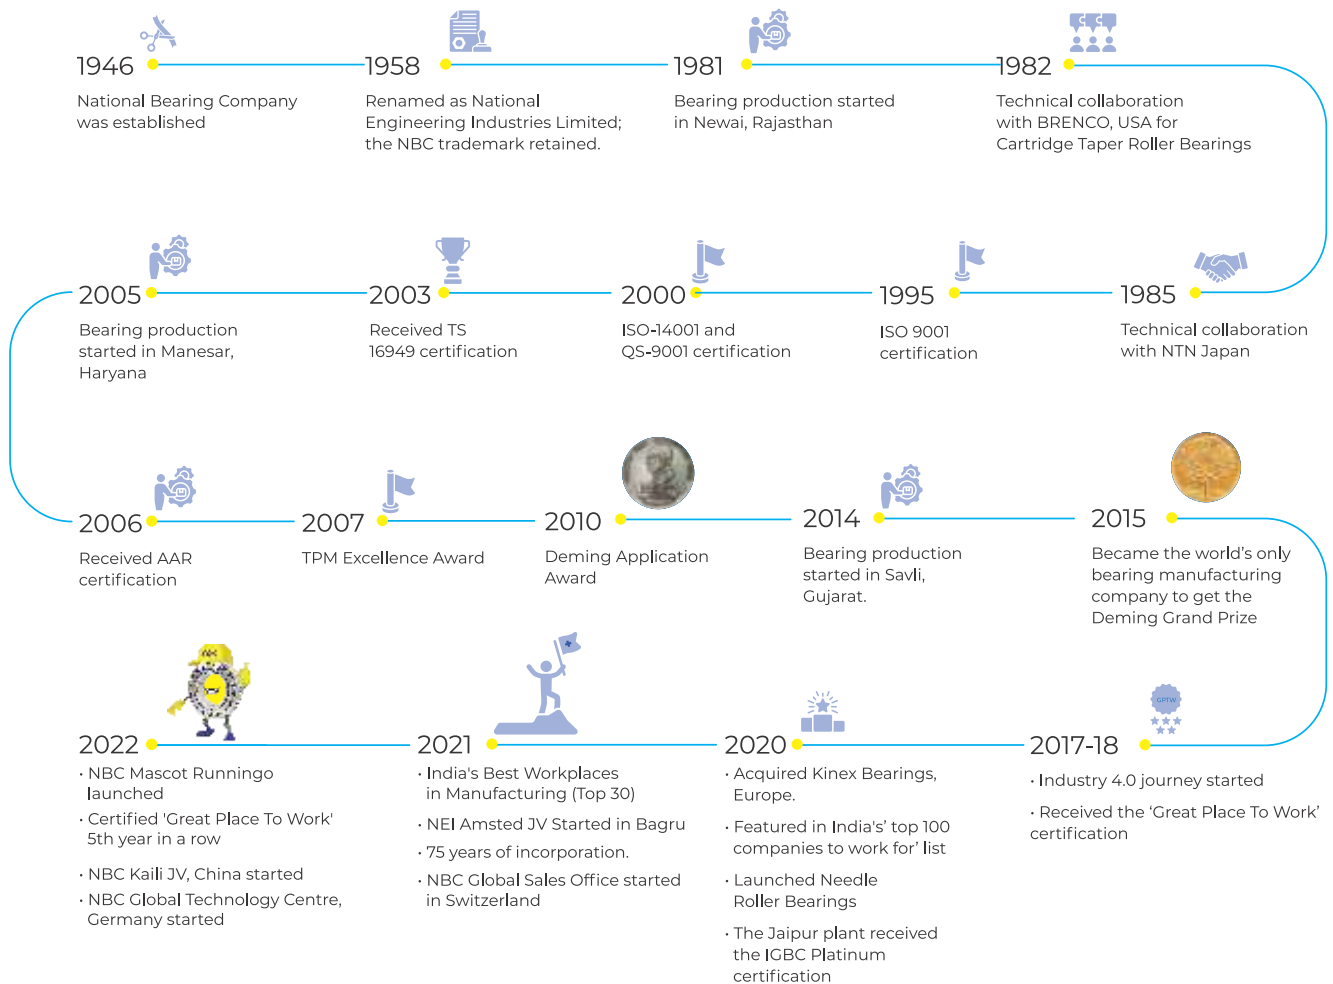 1946
National Bearing Company
was established
1958
Renamed as National
Engineering Industries Limited;
the NBC trademark retained.
1981
Bearing production started
in Newai, Rajasthan
1982
Technical collaboration
with BRENCO, USA for
Cartridge Taper Roller Bearings
1985
Technical collaboration
with NTN Japan
1995
ISO 9001
certification
2000
ISO-14001 and
QS-9001 certification
2003
Received TS
16949 certification
2005
Bearing production
started in Manesar,
Haryana
2006
Received AAR
certification
2007
TPM Excellence Award
2010
Deming Application
Award
2014
Bearing production
started in Savli,
Gujarat.
2015
Became the world's only
bearing manufacturing
company to get the
Deming Grand Prize
GPTW
2017-18
· Industry 4.0 journey started
· Received the ‘Great Place To Work’
certification
2020
· Acquired Kinex Bearings,
Europe.
· Featured in India's' top 100
companies to work for’ list
· Launched Needle
Roller Bearings
· The Jaipur plant received
the IGBC Platinum
certification
2021
· India's Best Workplaces
in Manufacturing (Top 30)
· NEI Amsted JV Started in Bagru
· 75 years of incorporation.
· NBC Global Sales Office started
in Switzerland
NBC
2022
· NBC Mascot Runningo
launched
· Certified 'Great Place To Work'
5th year in a row
· NBC Kaili JV, China started
· NBC Global Technology Centre,
Germany started